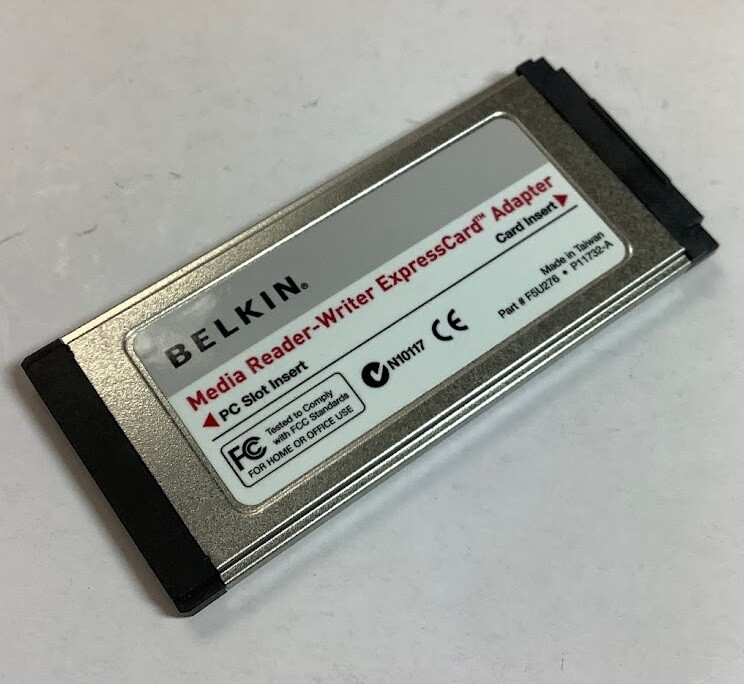 BELKIN®
Media Reader-Writer ExpressCard™ Adapter
◀ PC Slot Insert
Card Insert ▶
FC Tested to Comply
with FCC Standards
FOR HOME OR OFFICE USE
N10117
CE
Made in Taiwan
Part # F5U276 • P11732-A